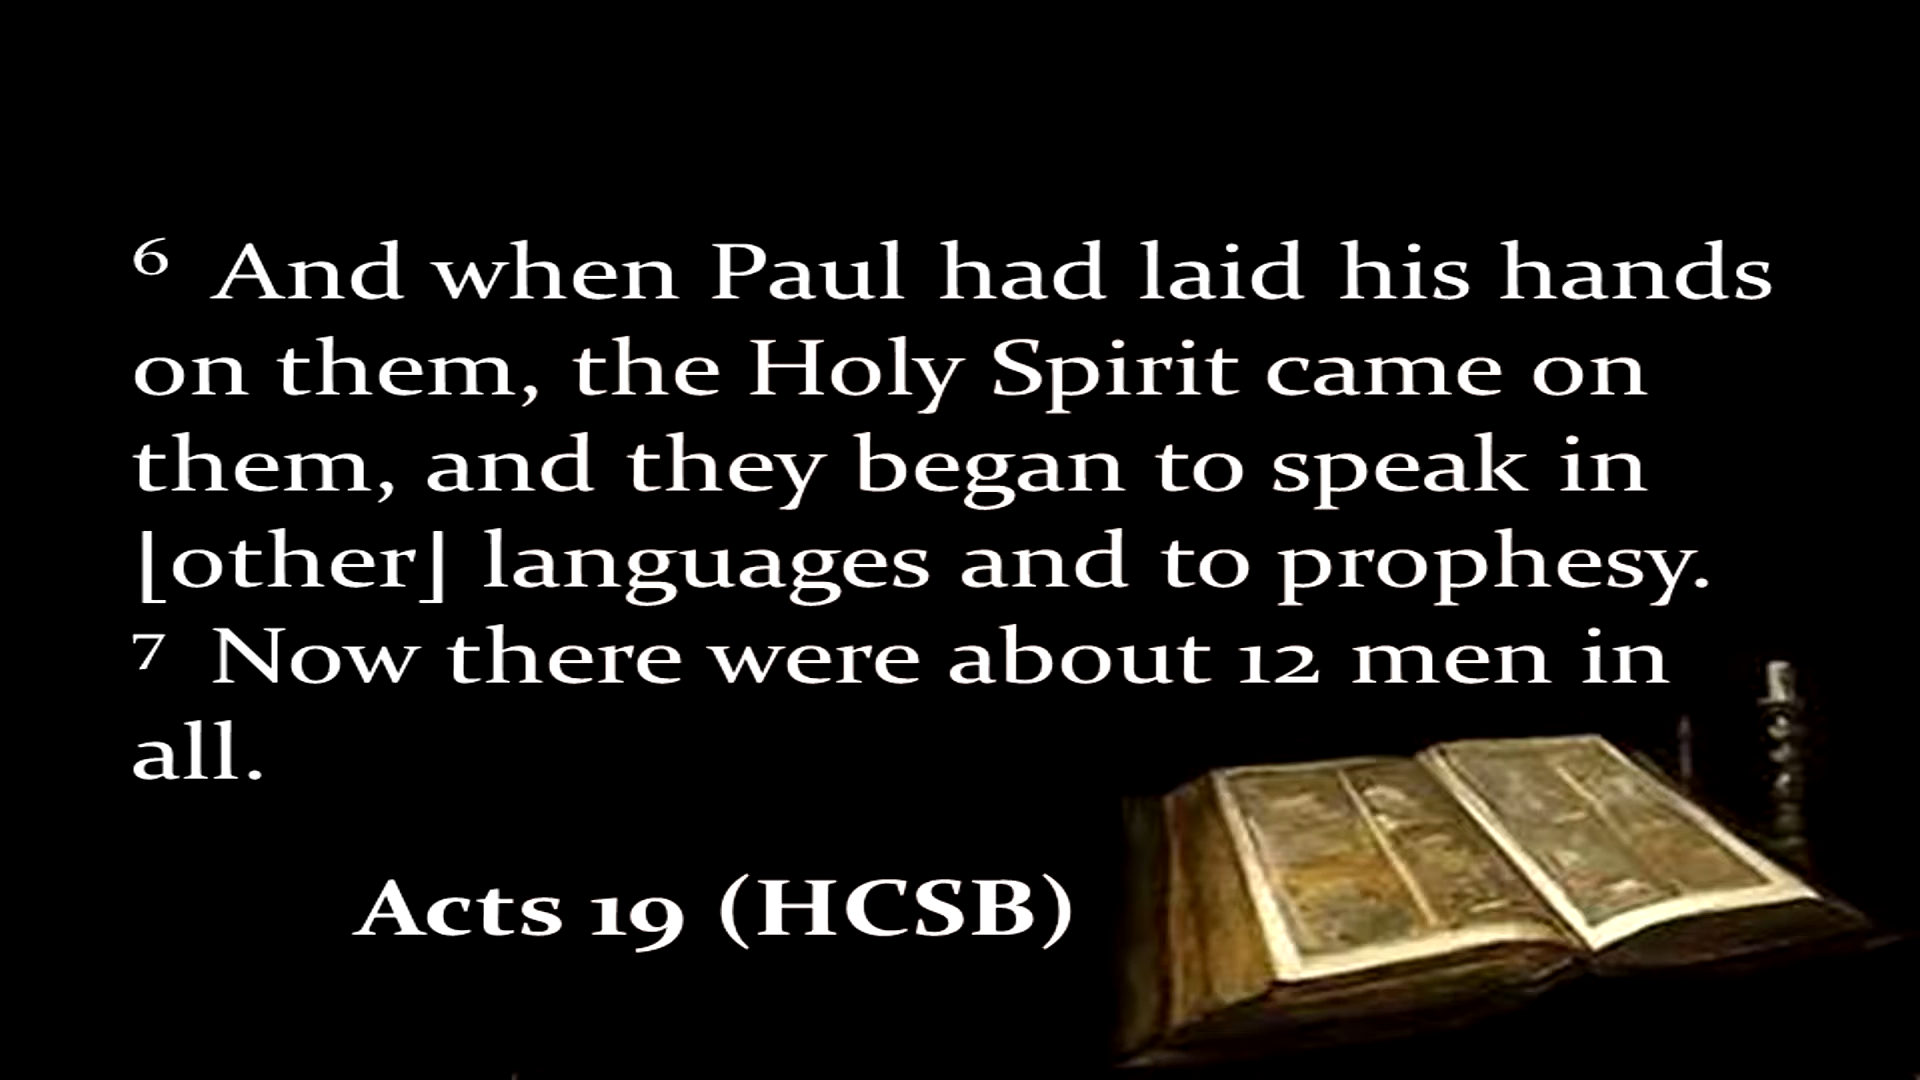 ⁶ And when Paul had laid his hands
on them, the Holy Spirit came on
them, and they began to speak in
⌊other⌋ languages and to prophesy.
⁷ Now there were about 12 men in
all.
Acts 19 (HCSB)